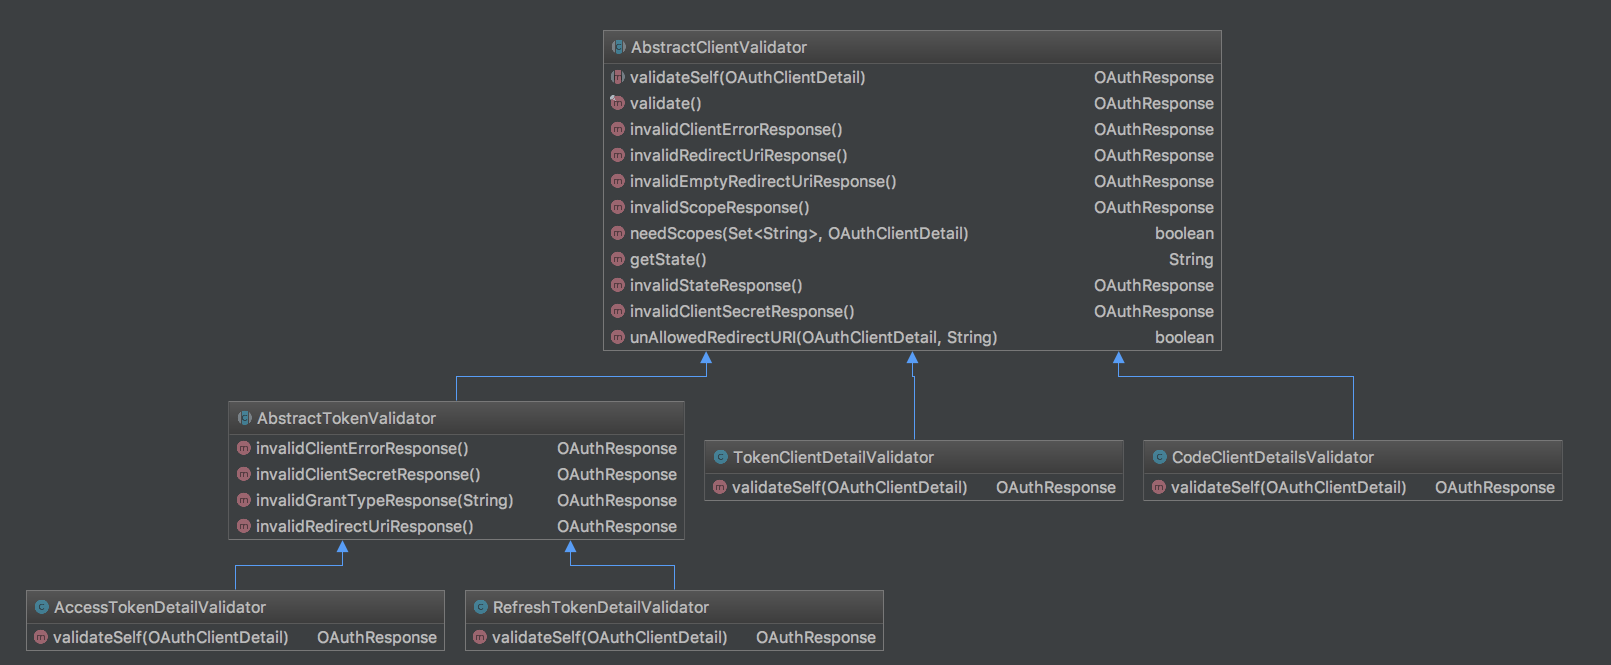 AbstractClientValidator
validateSelf(OAuthClientDetail) OAuthResponse
validate() OAuthResponse
invalidClientErrorResponse() OAuthResponse
invalidRedirectUriResponse() OAuthResponse
invalidEmptyRedirectUriResponse() OAuthResponse
invalidScopeResponse() OAuthResponse
needScopes(Set<String>, OAuthClientDetail) boolean
getState() String
invalidStateResponse() OAuthResponse
invalidClientSecretResponse() OAuthResponse
unAllowedRedirectURI(OAuthClientDetail, String) boolean
AbstractTokenValidator
invalidClientErrorResponse() OAuthResponse
invalidClientSecretResponse() OAuthResponse
invalidGrantTypeResponse(String) OAuthResponse
invalidRedirectUriResponse() OAuthResponse
TokenClientDetailValidator
validateSelf(OAuthClientDetail) OAuthResponse
CodeClientDetailsValidator
validateSelf(OAuthClientDetail) OAuthResponse
AccessTokenDetailValidator
validateSelf(OAuthClientDetail) OAuthResponse
RefreshTokenDetailValidator
validateSelf(OAuthClientDetail) OAuthResponse